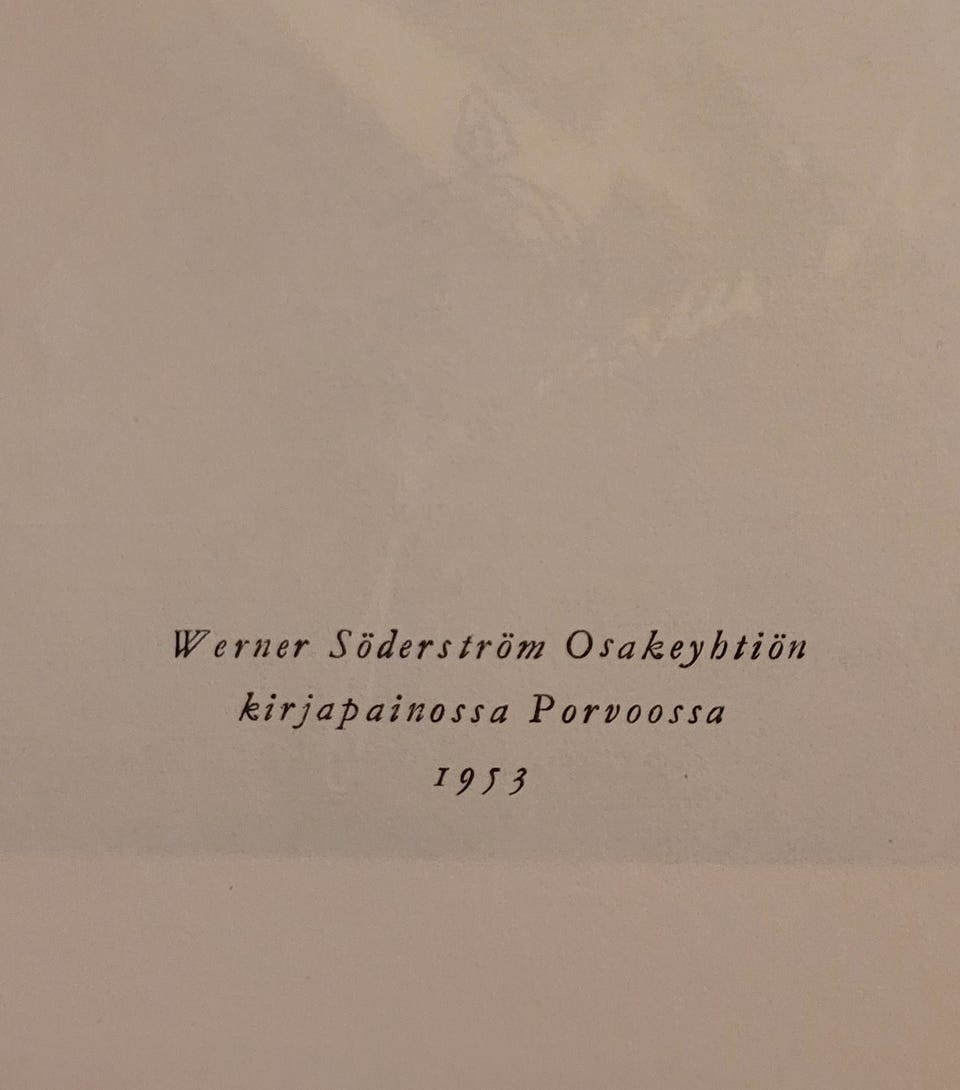 Werner Söderström Osakeyhtiön
kirjapainossa Porvoossa
1953